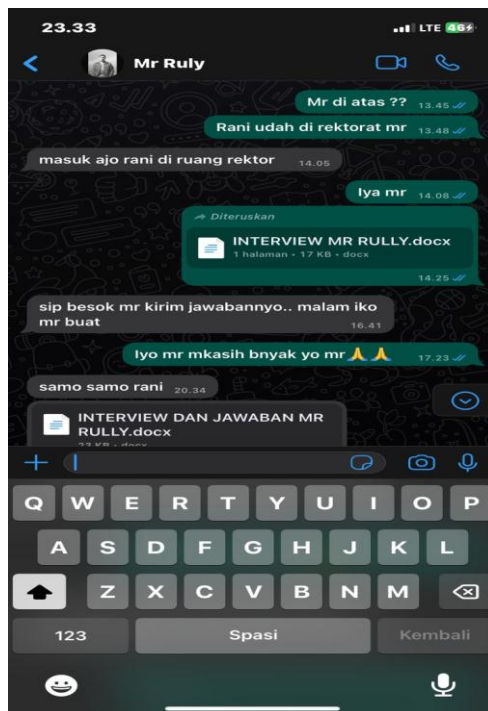 23.33
LTE 46
Mr Ruly
Mr di atas ?? 13.45
Rani udah di rektorat mr 13.48
masuk ajo rani di ruang rektor 14.05
Iya mr 14.08
Diteruskan
INTERVIEW MR RULLY.docx
1 halaman • 17 KB • docx
14.25
sip besok mr kirim jawabannyo.. malam iko
mr buat 16.41
Iyo mr mkasih bnyak yo mr🙏🙏 17.23
samo samo rani 20.34
INTERVIEW DAN JAWABAN MR
RULLY.docx
23 KB • docx
Q W E R T Y U I O P
A S D F G H J K L
Z X C V B N M
123 Spasi Kembali